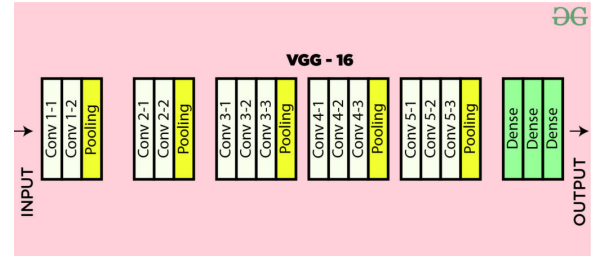 VGG - 16
INPUT
Conv 1-1
Conv 1-2
Pooling
Conv 2-1
Conv 2-2
Pooling
Conv 3-1
Conv 3-2
Conv 3-3
Pooling
Conv 4-1
Conv 4-2
Conv 4-3
Pooling
Conv 5-1
Conv 5-2
Conv 5-3
Pooling
Dense
Dense
Dense
OUTPUT